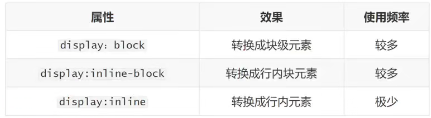 属性 效果 使用频率
display：block 转换成块级元素 较多
display:inline-block 转换成行内块元素 较多
display:inline 转换成行内元素 极少